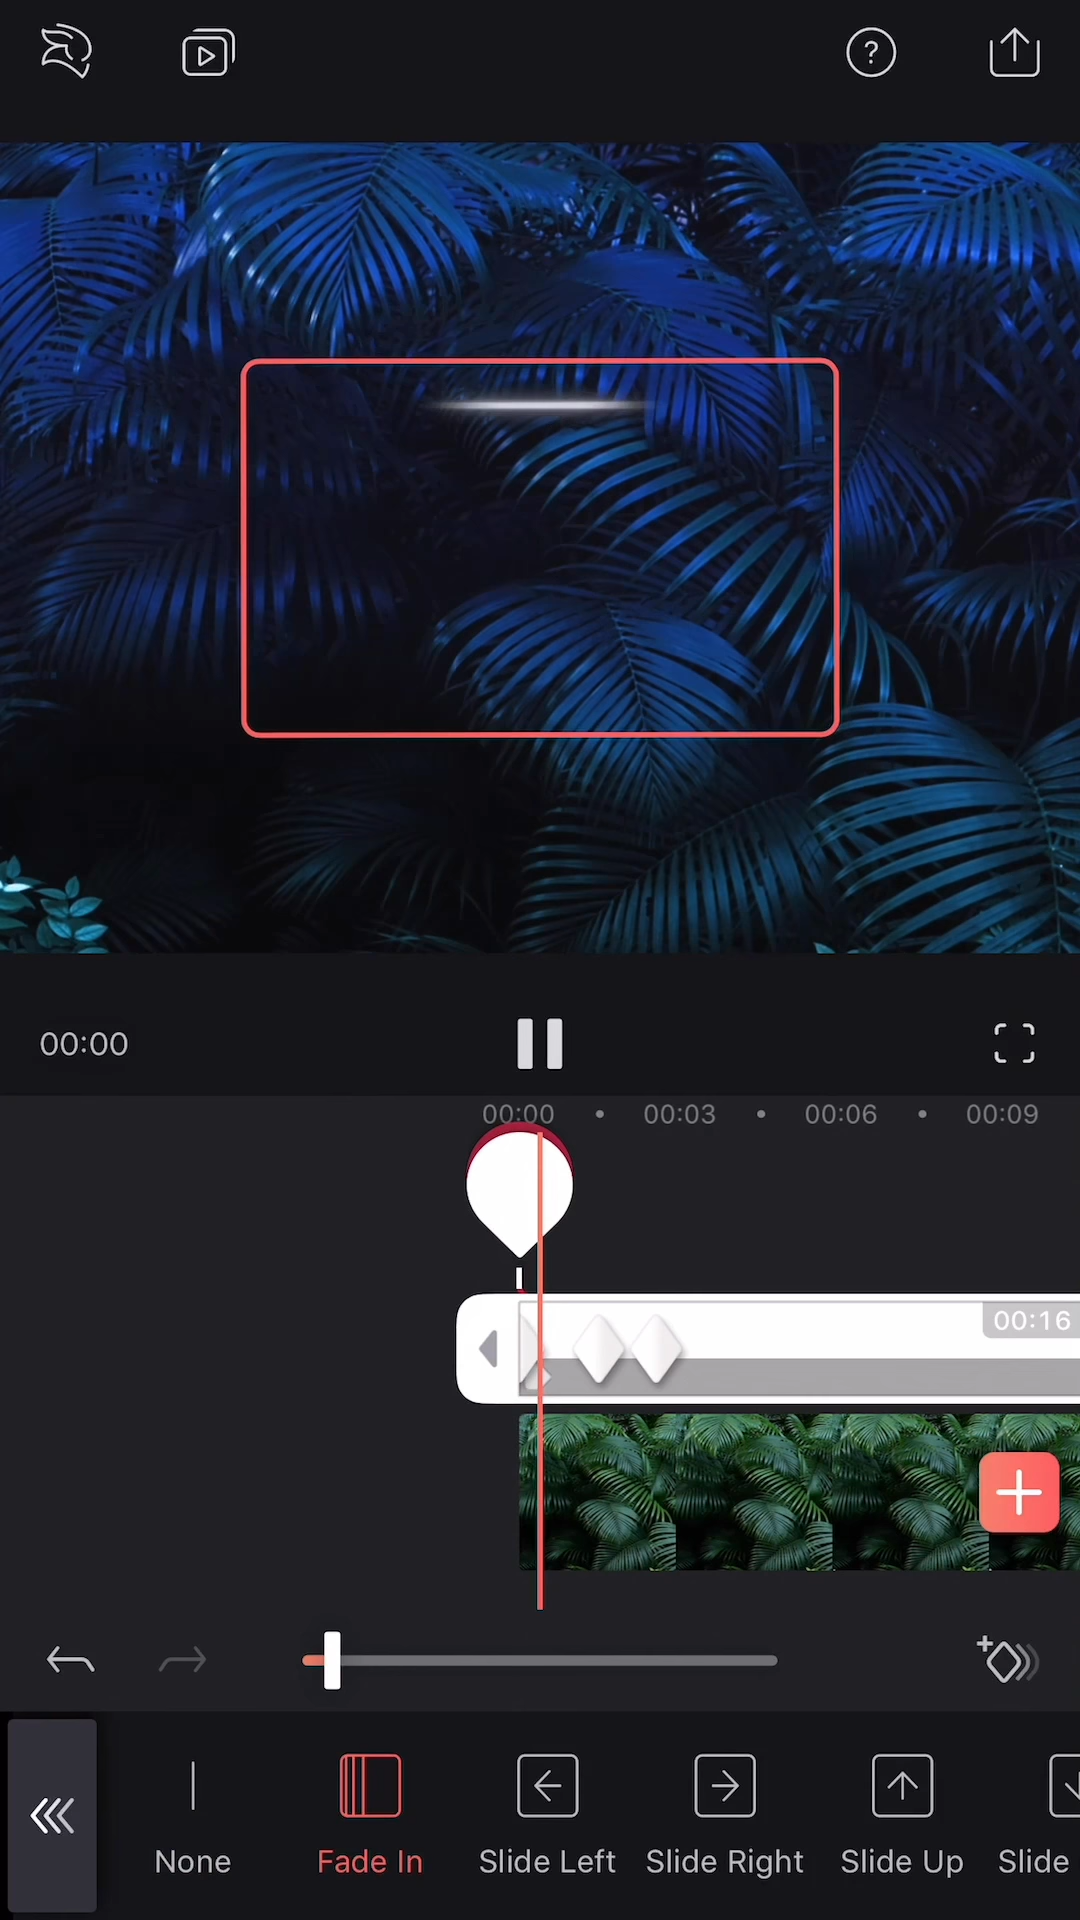 ?
00:00
00:00 • 00:03 • 00:06 • 00:09
00:16
None Fade In Slide Left Slide Right Slide Up Slide